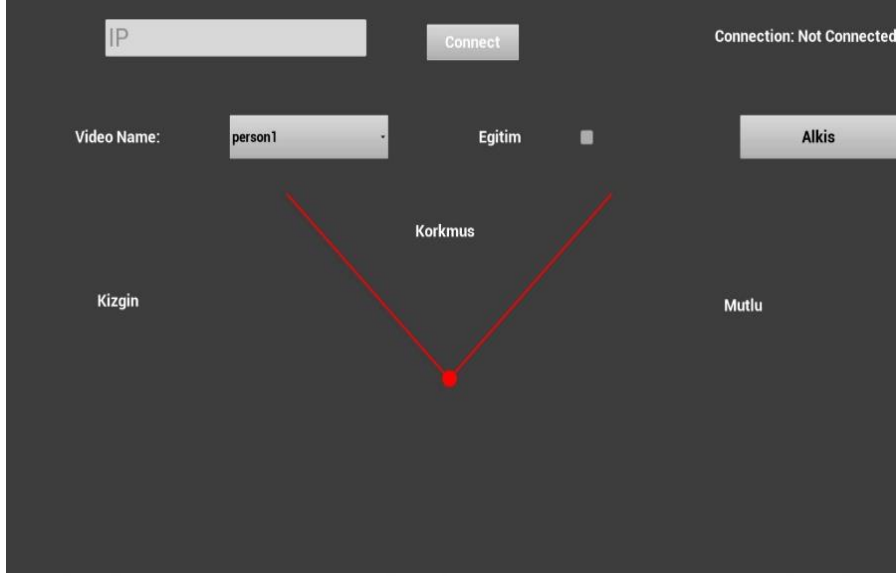 IP
Connect
Connection: Not Connected
Video Name:
person1
Egitim
Alkis
Korkmus
Kizgin
Mutlu